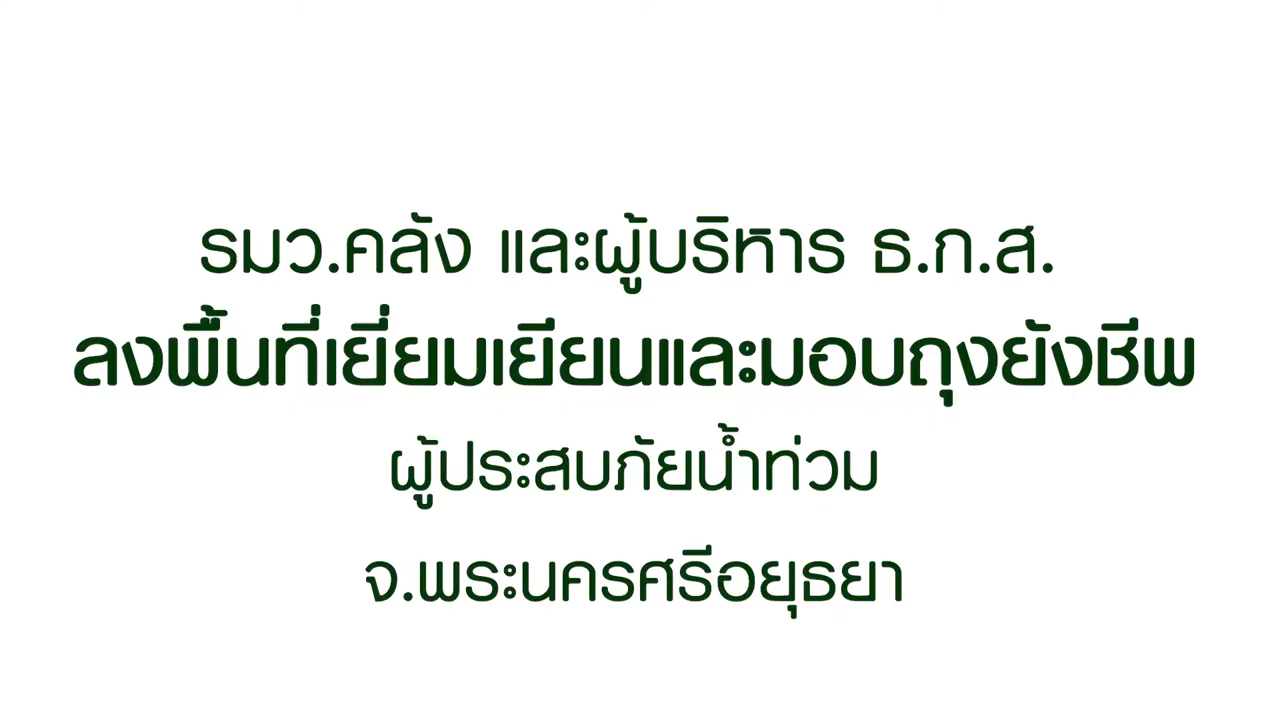 รมว.คลัง และผู้บริหาร ธ.ก.ส.
ลงพื้นที่เยี่ยมเยียนและมอบถุงยังชีพ
ผู้ประสบภัยน้ำท่วม
จ.พระนครศรีอยุธยา